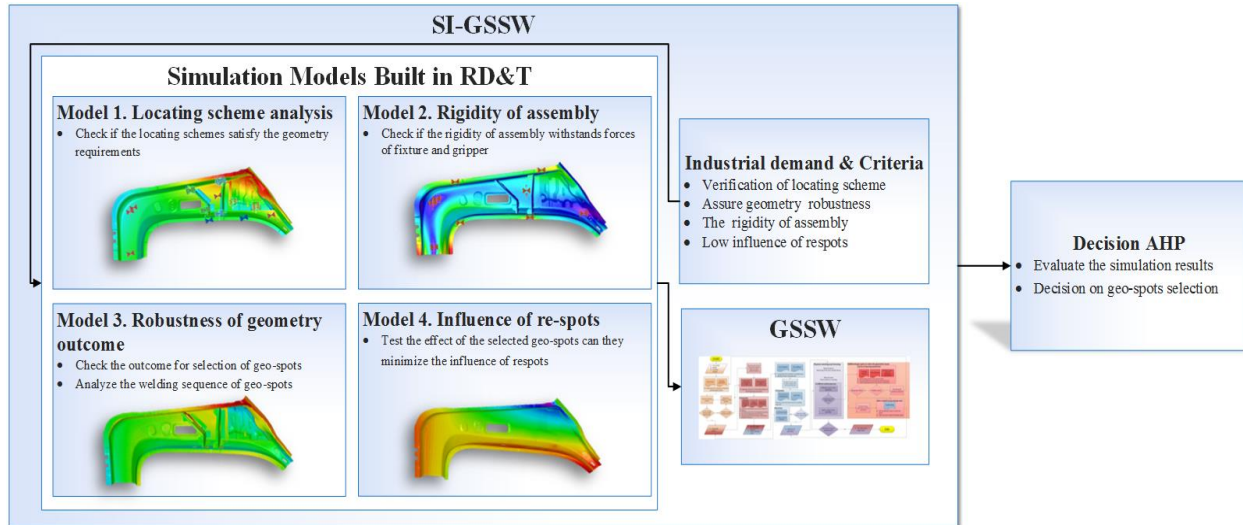 SI-GSSW
Simulation Models Built in RD&T
Model 1. Locating scheme analysis
• Check if the locating schemes satisfy the geometry
requirements
Model 2. Rigidity of assembly
• Check if the rigidity of assembly withstands forces
of fixture and gripper
Model 3. Robustness of geometry
outcome
• Check the outcome for selection of geo-spots
• Analyze the welding sequence of geo-spots
Model 4. Influence of re-spots
• Test the effect of the selected geo-spots can they
minimize the influence of respots
Industrial demand & Criteria
• Verification of locating scheme
• Assure geometry robustness
• The rigidity of assembly
• Low influence of respots
GSSW
Decision AHP
• Evaluate the simulation results
• Decision on geo-spots selection